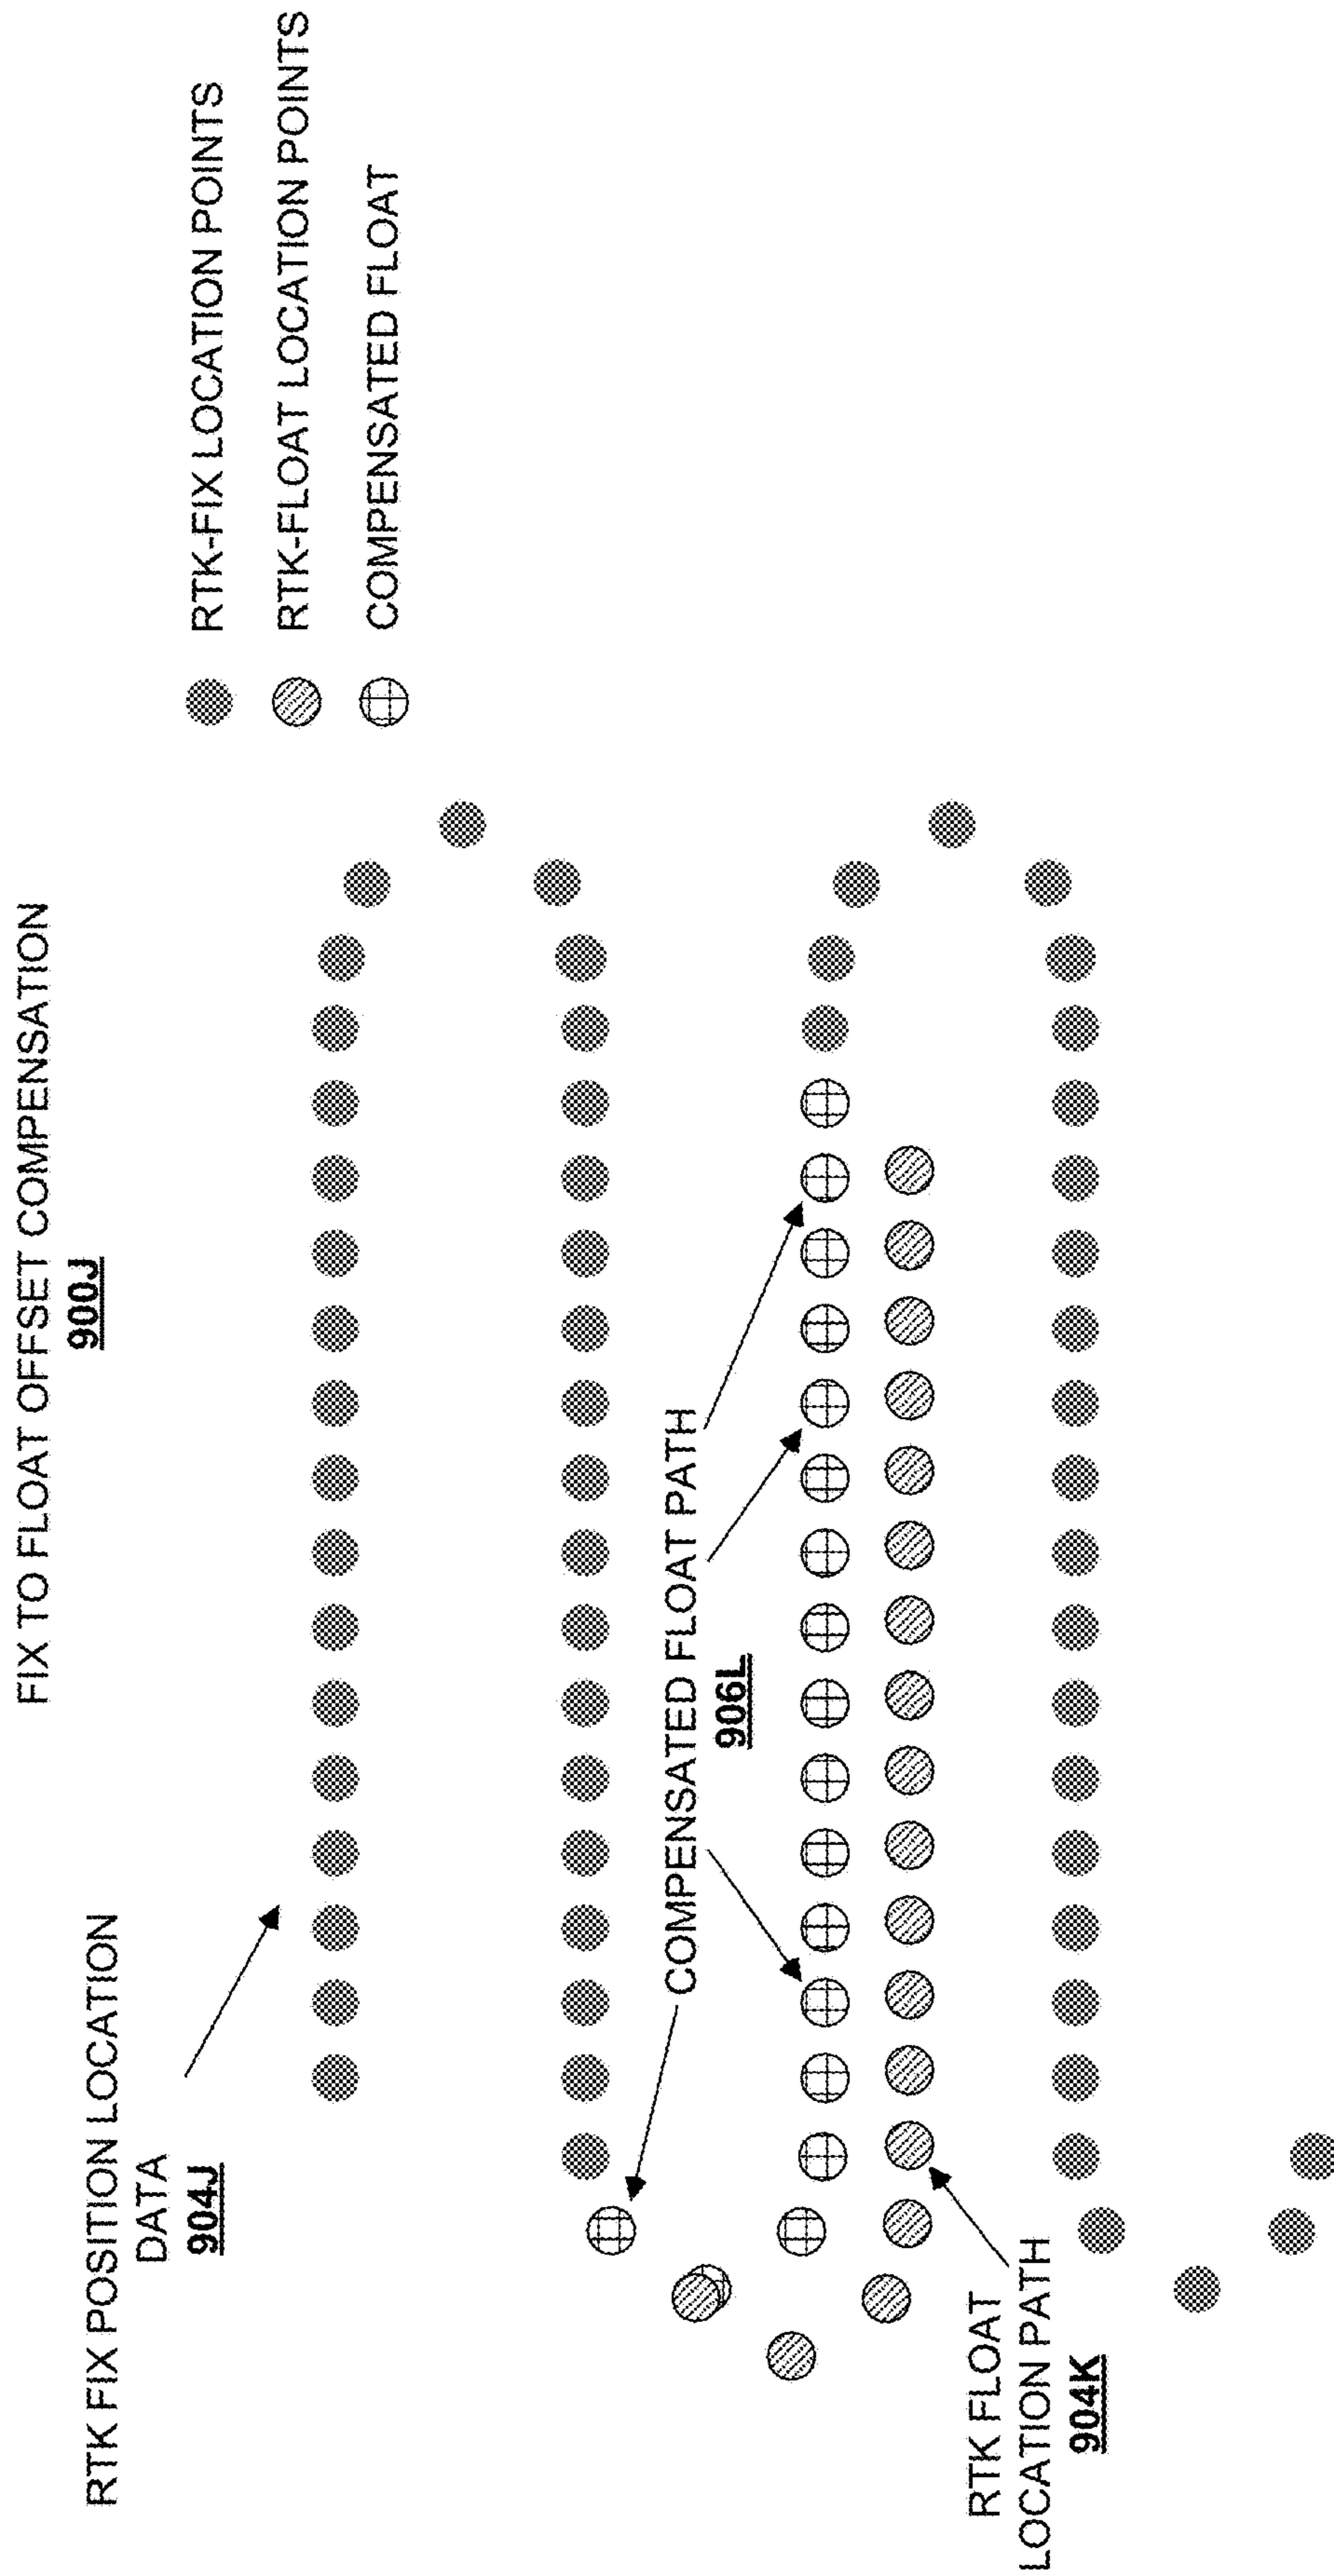 FIX TO FLOAT OFFSET COMPENSATION
900J
RTK FIX POSITION LOCATION
DATA
904J
RTK-FIX LOCATION POINTS
RTK-FLOAT LOCATION POINTS
COMPENSATED FLOAT
COMPENSATED FLOAT PATH
906L
RTK FLOAT
LOCATION PATH
904K